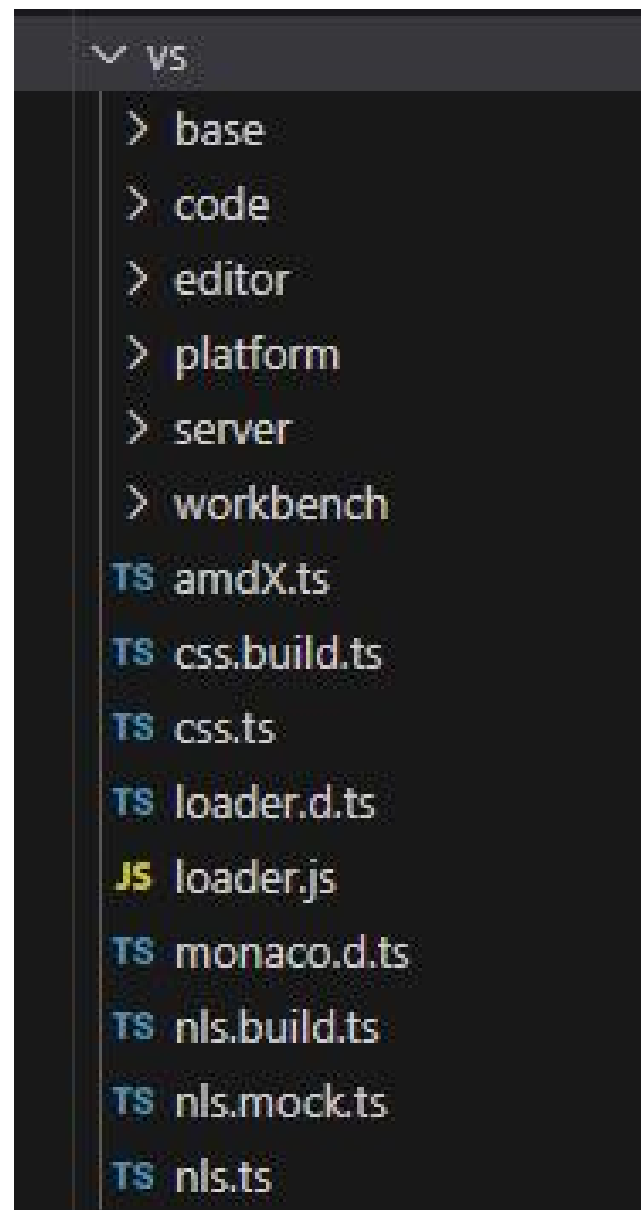 vs
base
code
editor
platform
server
workbench
TS amdX.ts
TS css.build.ts
TS css.ts
TS loader.d.ts
JS loader.js
TS monaco.d.ts
TS nls.build.ts
TS nls.mock.ts
TS nls.ts